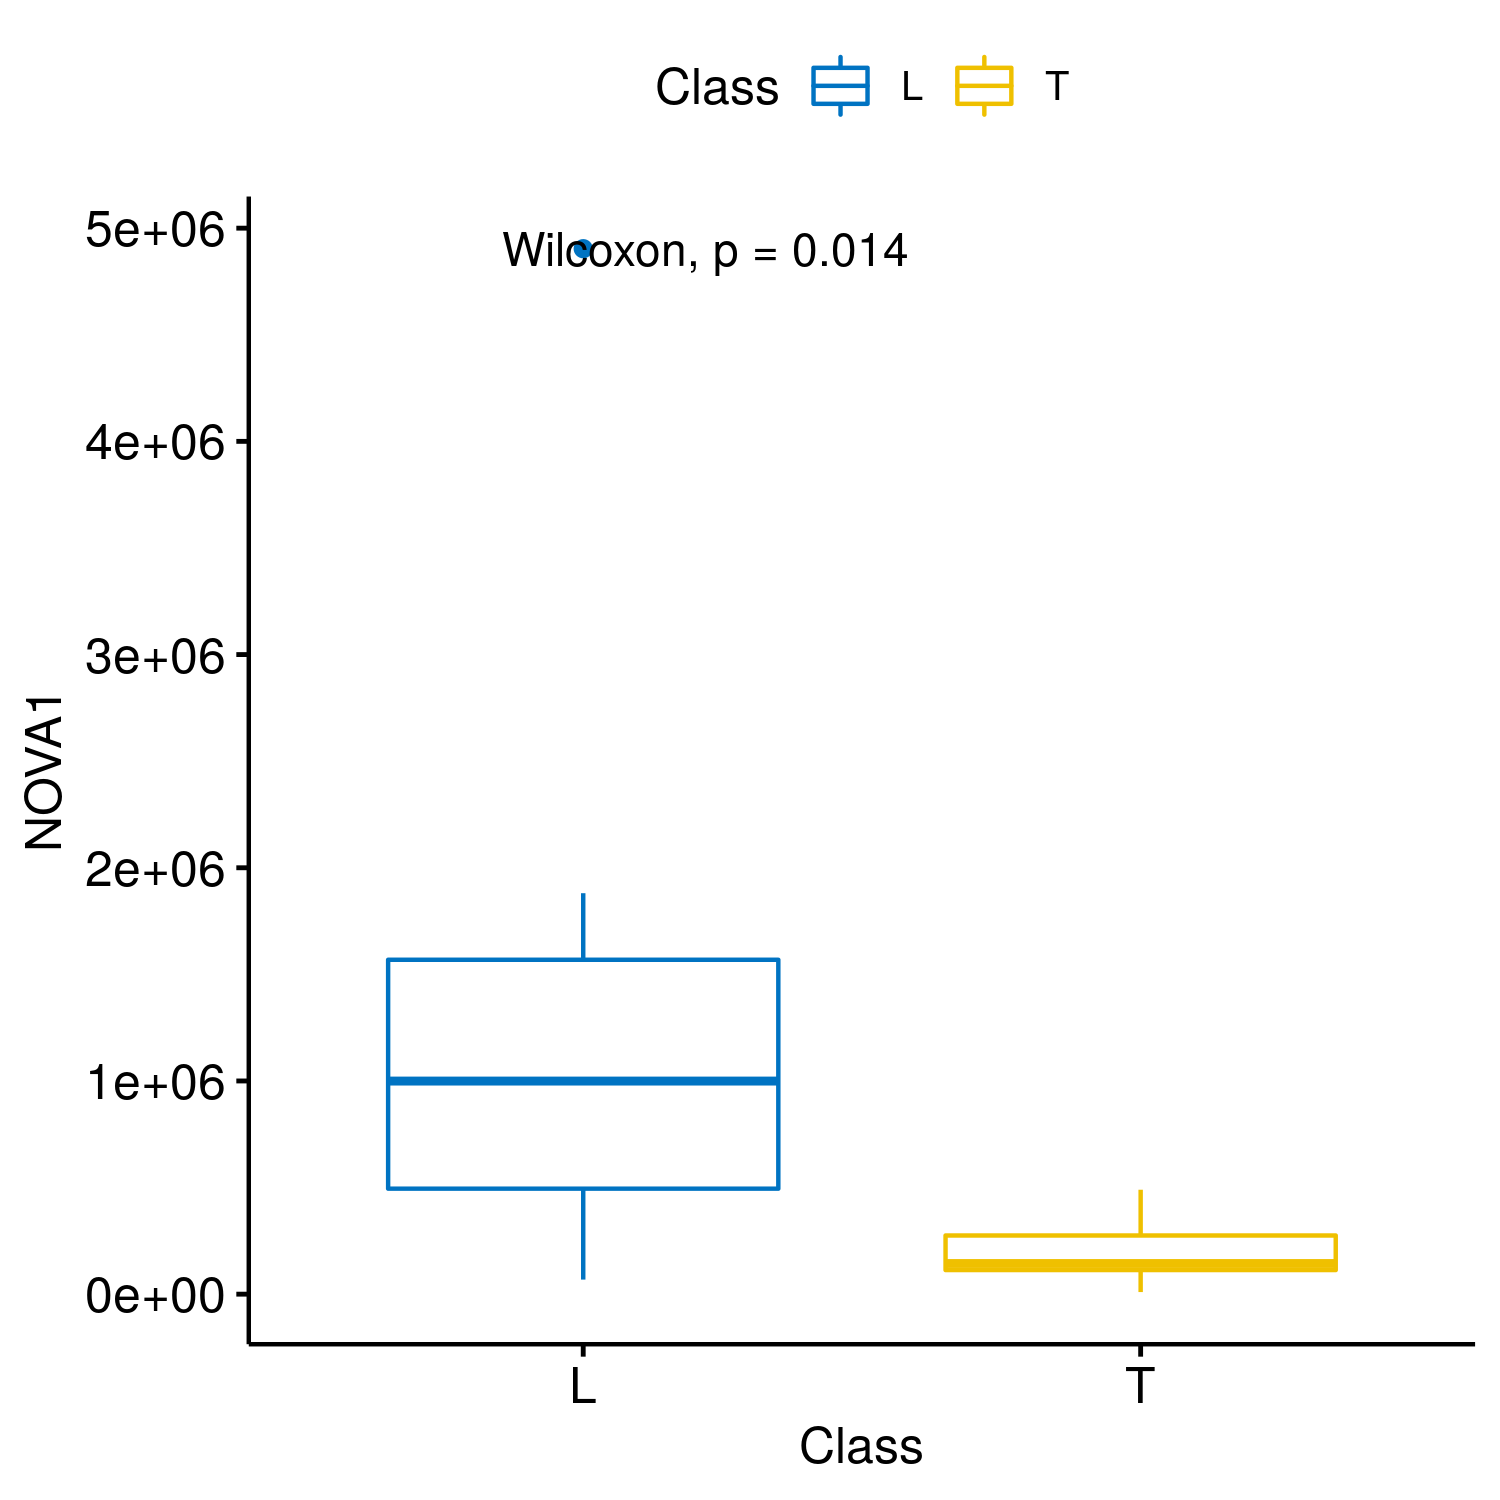 Class L T
5e+06
Wilcoxon, p = 0.014
4e+06
3e+06
2e+06
1e+06
0e+00
NOVA1
L T
Class